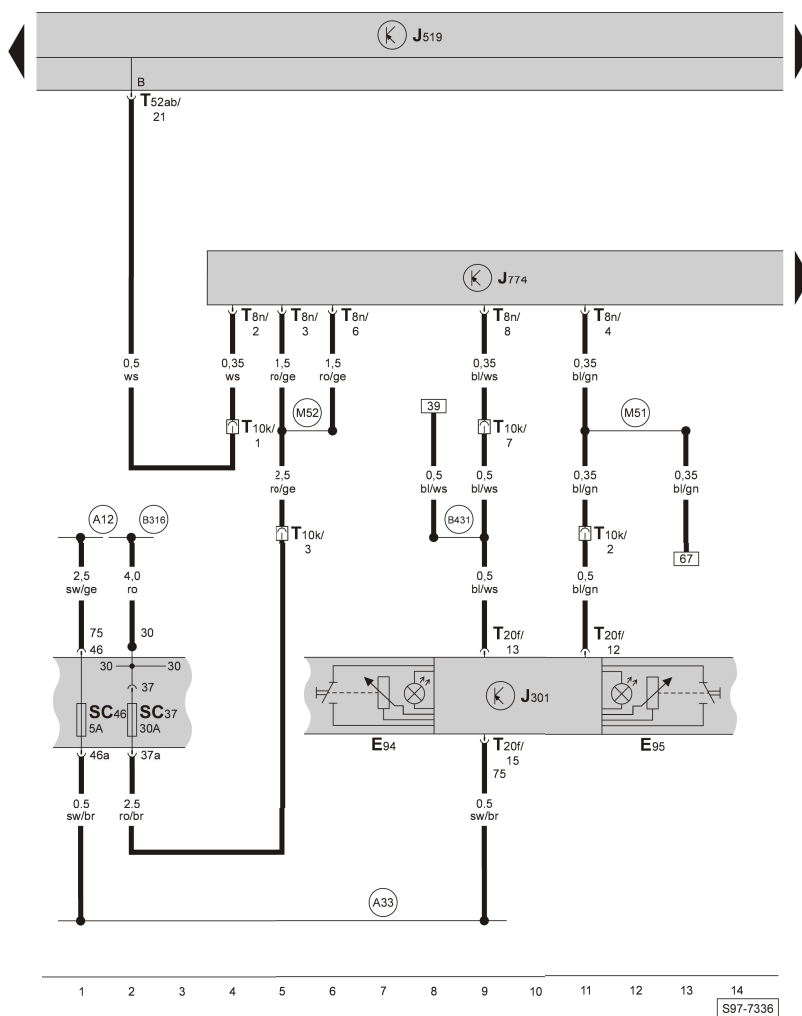 J519
B
T52ab/
21
J774
T8n/ T8n/ T8n/ T8n/ T8n/
2 3 6 8 4
0,5 0,35 1,5 1,5 0,35 0,35
ws ws ro/ge ro/ge bl/ws bl/gn
39
M52 M51
T10k/ T10k/
1 7
2,5 0,5 0,5 0,35 0,35
ro/ge bl/ws bl/ws bl/gn bl/gn
A12 B316 B431
T10k/ T10k/
3 2
67
2,5 4,0 0,5 0,5
sw/ge ro bl/ws bl/gn
75 30 T20f/ T20f/
46 13 12
30 30
37
SC46 SC37 J301
5A 30A
E94 E95
46a 37a T20f/
15
75
0.5 2.5 0.5
sw/br ro/br sw/br
A33
1 2 3 4 5 6 7 8 9 10 11 12 13 14
S97-7336